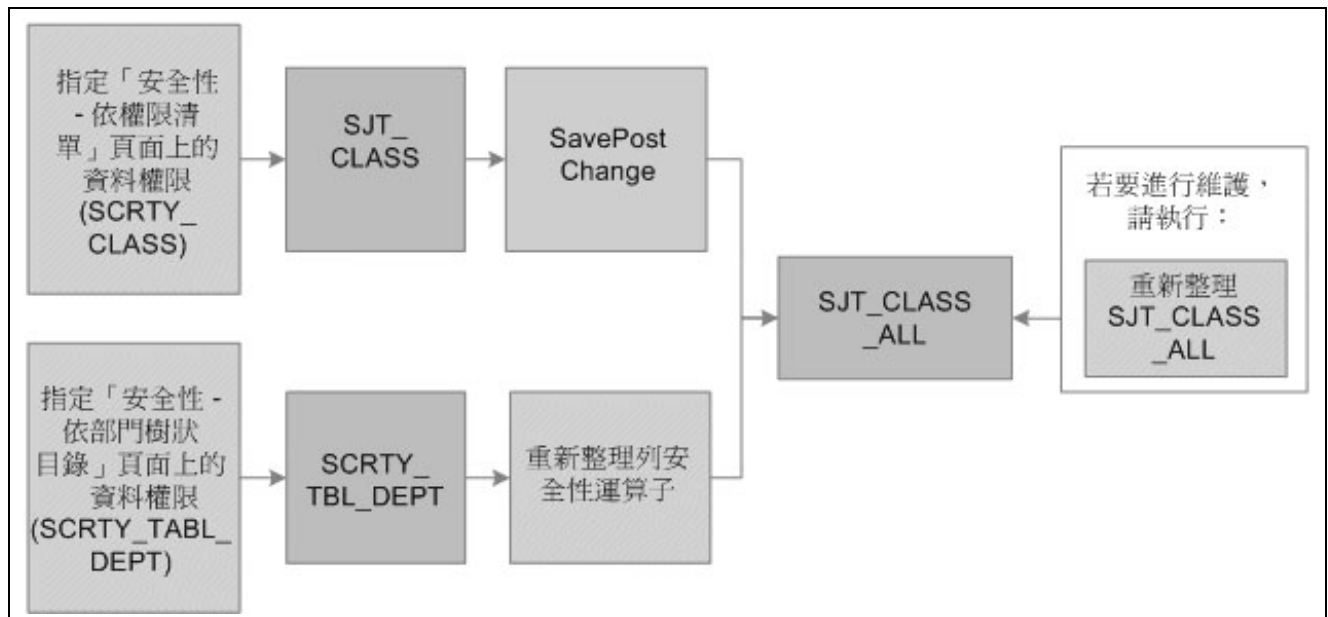 指定「安全性
- 依權限清
單」頁面上的
資料權限
(SCRTY_
CLASS)
SJT_
CLASS
SavePost
Change
SJT_CLASS
_ALL
若要進行維護，
請執行：
重新整理
SJT_CLASS
_ALL
指定「安全性 -
依部門樹狀
目錄」頁面上的
資料權限
(SCRTY_TABL_
DEPT)
SCRTY_
TBL_DEPT
重新整理列安
全性運算子